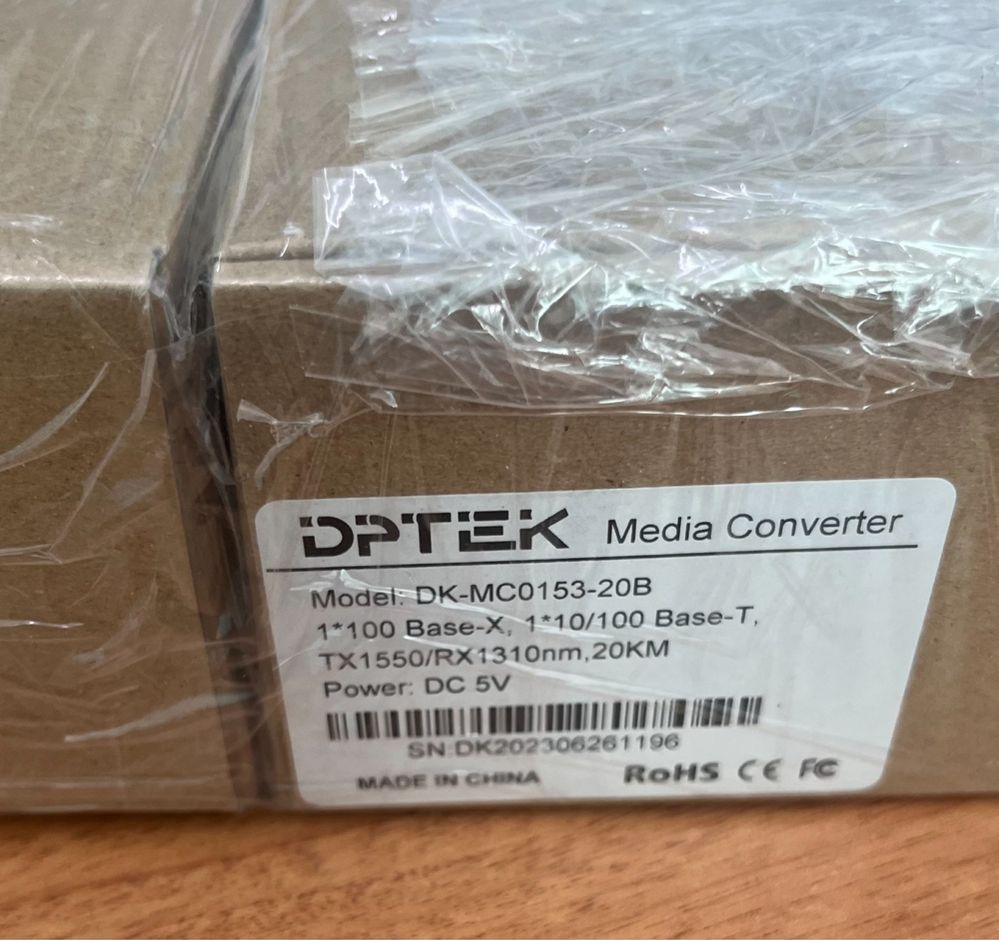 DPTEK Media Converter
Model: DK-MC0153-20B
1*100 Base-X, 1*10/100 Base-T,
TX1550/RX1310nm,20KM
Power: DC 5V
SN:DK202306261196
MADE IN CHINA RoHS CE FC